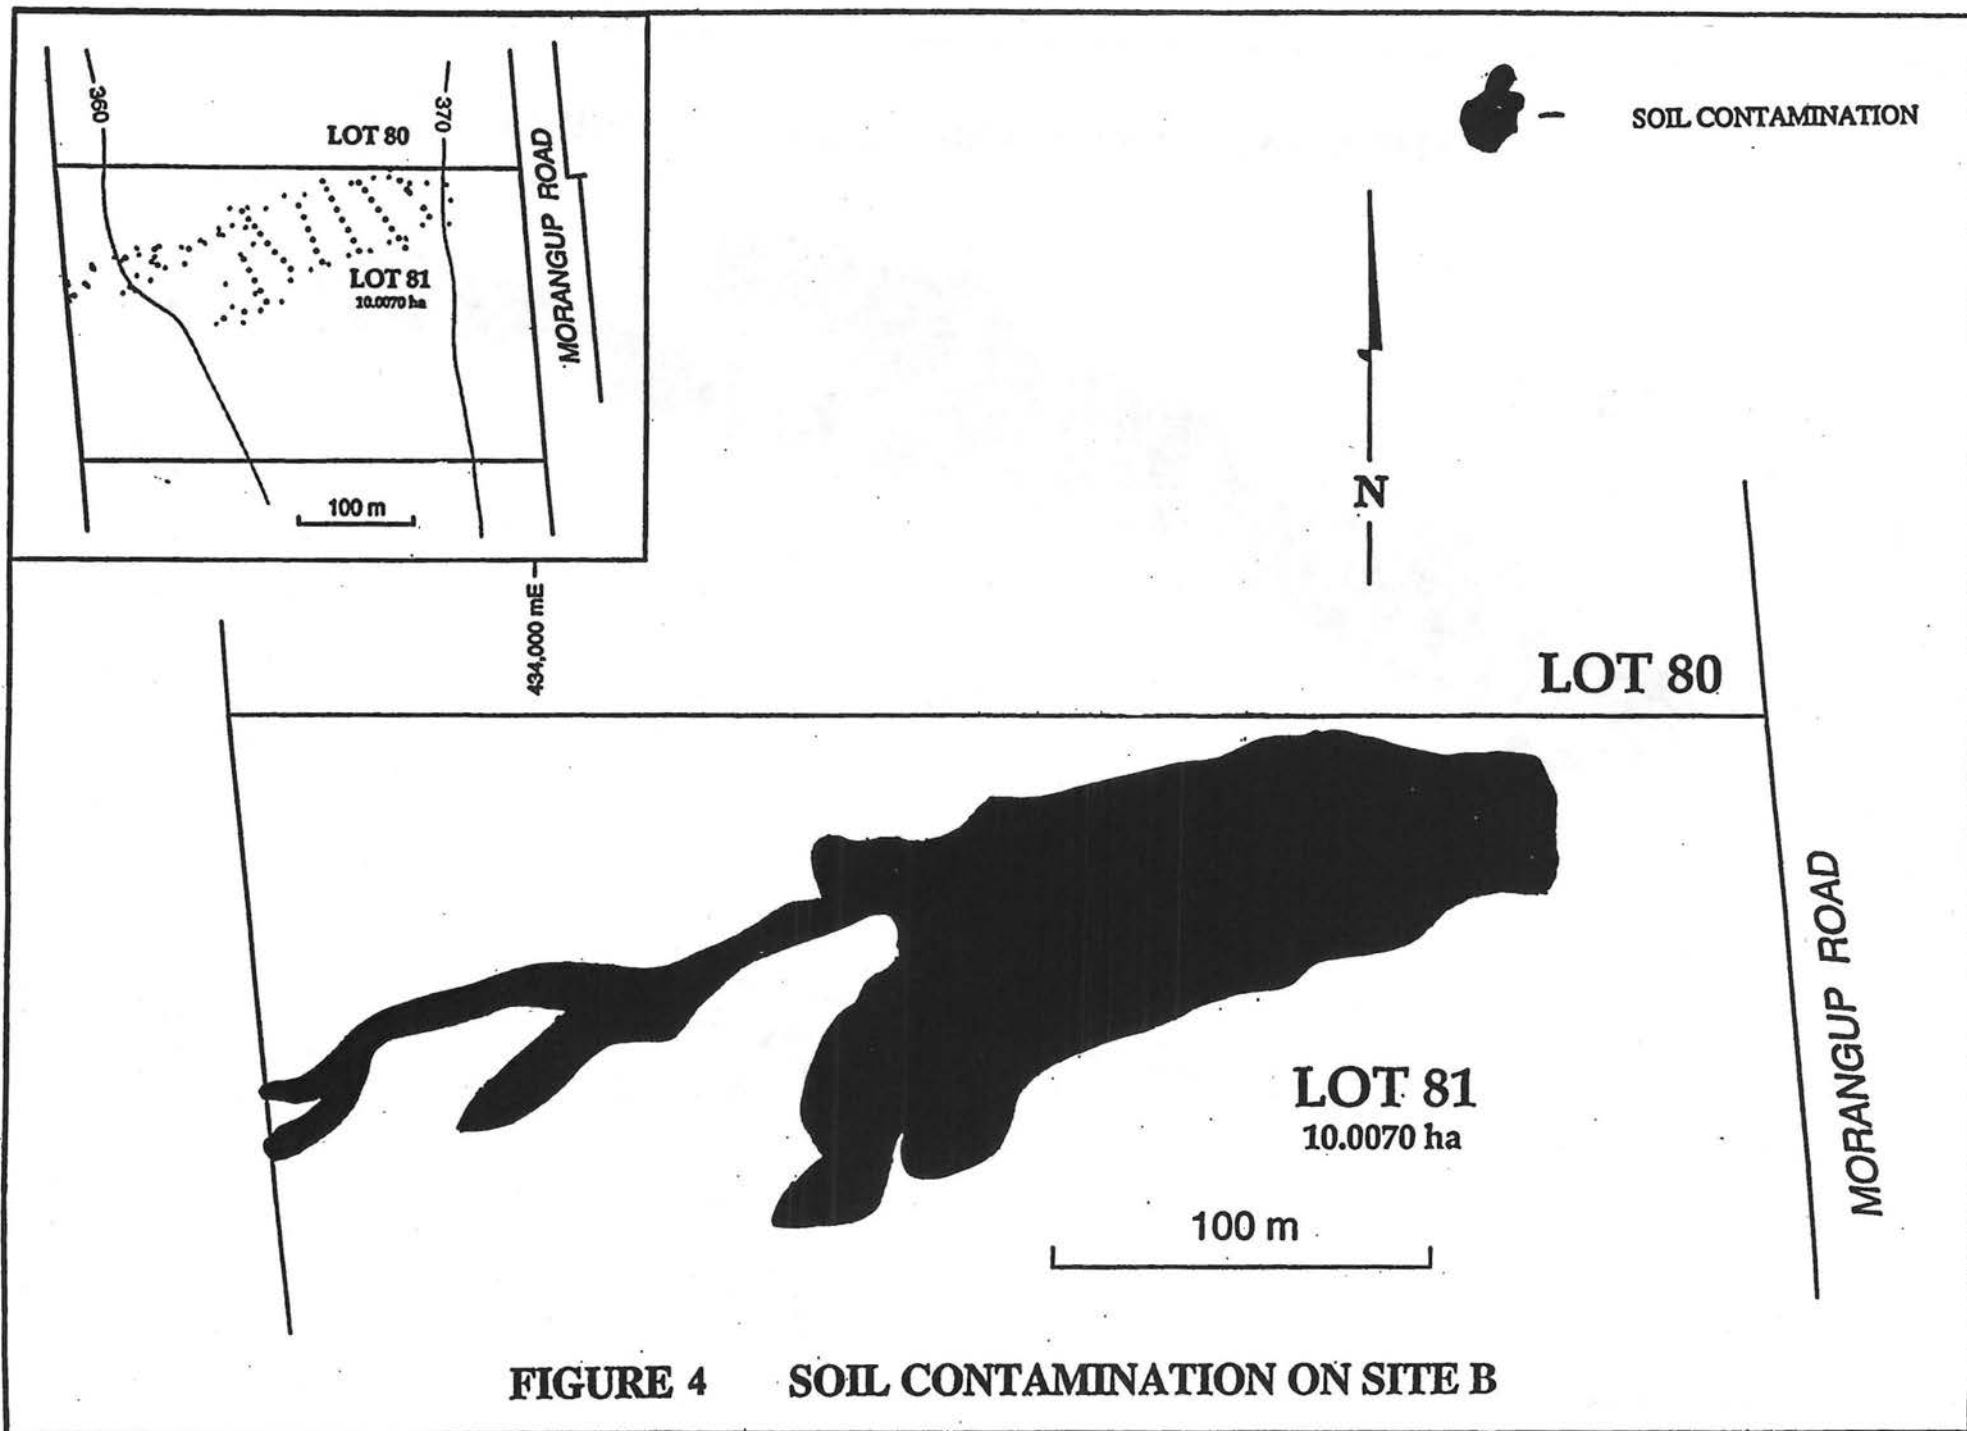 360
370
LOT 80
MORANGUP ROAD
LOT 81
10.0070 ha
100 m
— SOIL CONTAMINATION
N
434,000 mE
LOT 80
MORANGUP ROAD
LOT 81
10.0070 ha
100 m
FIGURE 4 SOIL CONTAMINATION ON SITE B